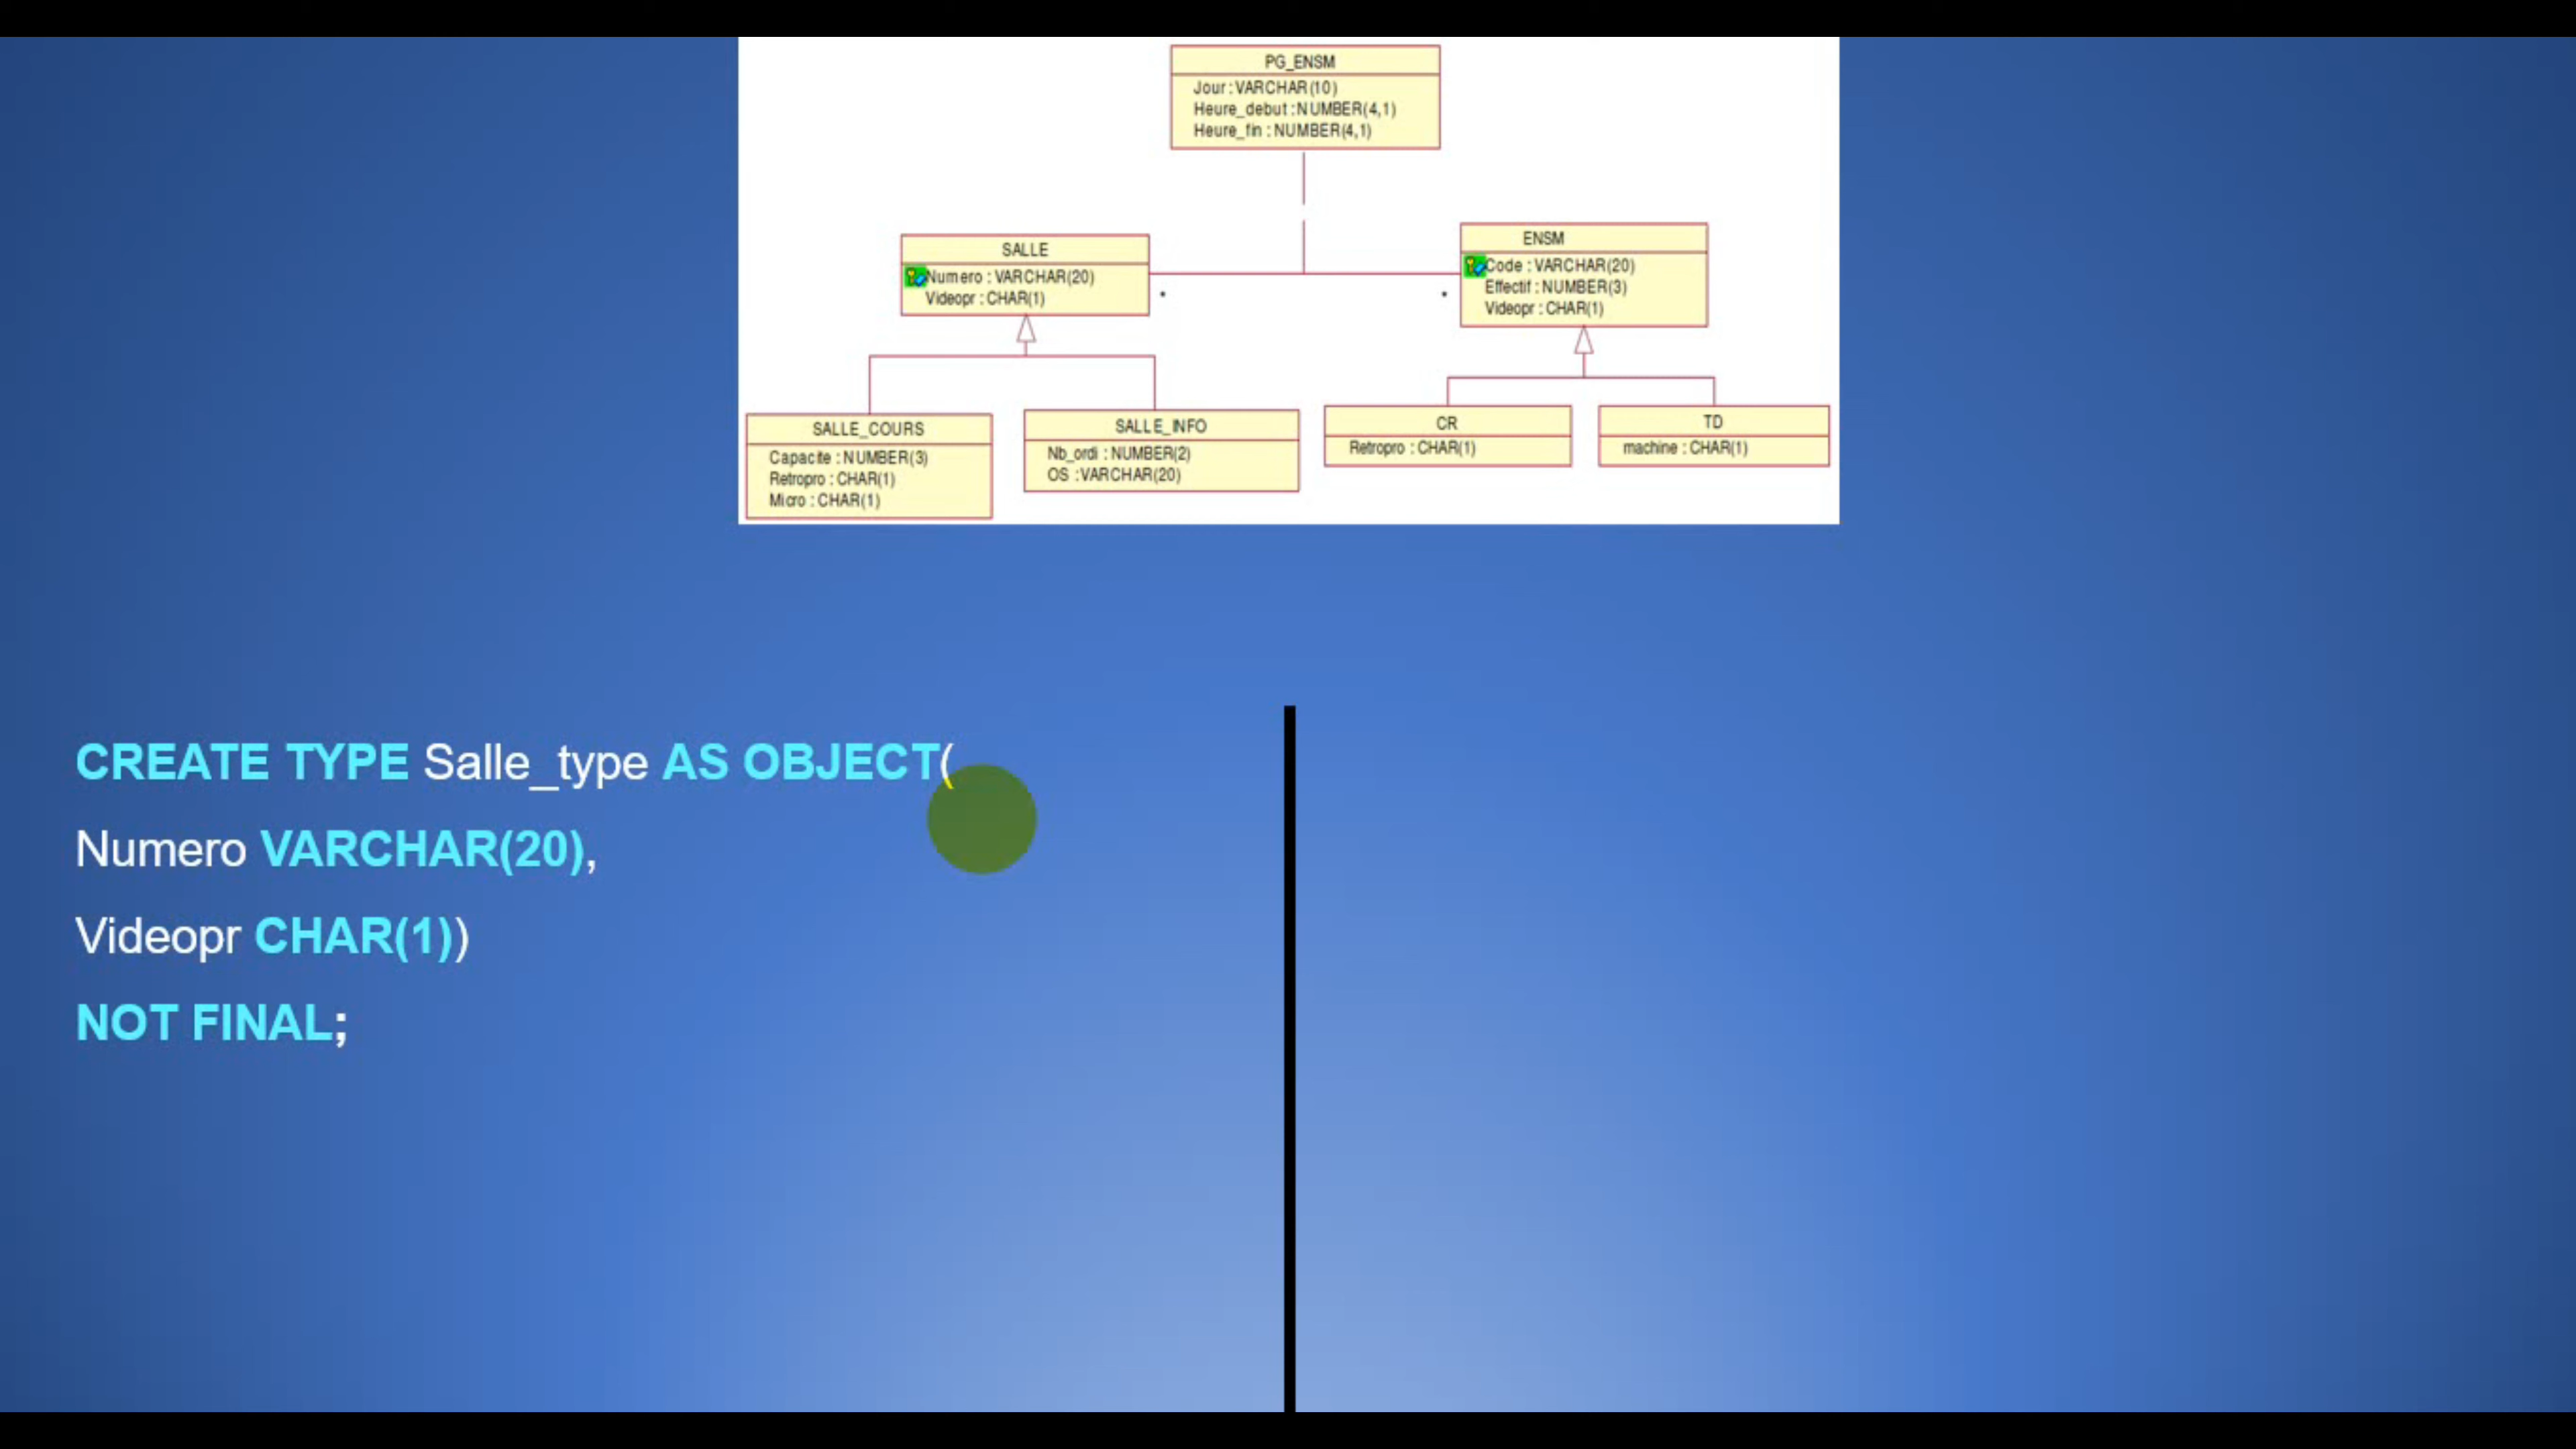 PG_ENSM
Jour : VARCHAR(10)
Heure_debut : NUMBER(4,1)
Heure_fin : NUMBER(4,1)
SALLE
Numero : VARCHAR(20)
Videopr : CHAR(1)
ENSM
Code : VARCHAR(20)
Effectif : NUMBER(3)
Videopr : CHAR(1)
*
*
SALLE_COURS
Capacite : NUMBER(3)
Retropro : CHAR(1)
Micro : CHAR(1)
SALLE_INFO
Nb_ordi : NUMBER(2)
OS : VARCHAR(20)
CR
Retropro : CHAR(1)
TD
machine : CHAR(1)
CREATE TYPE Salle_type AS OBJECT(
Numero VARCHAR(20),
Videopr CHAR(1))
NOT FINAL;